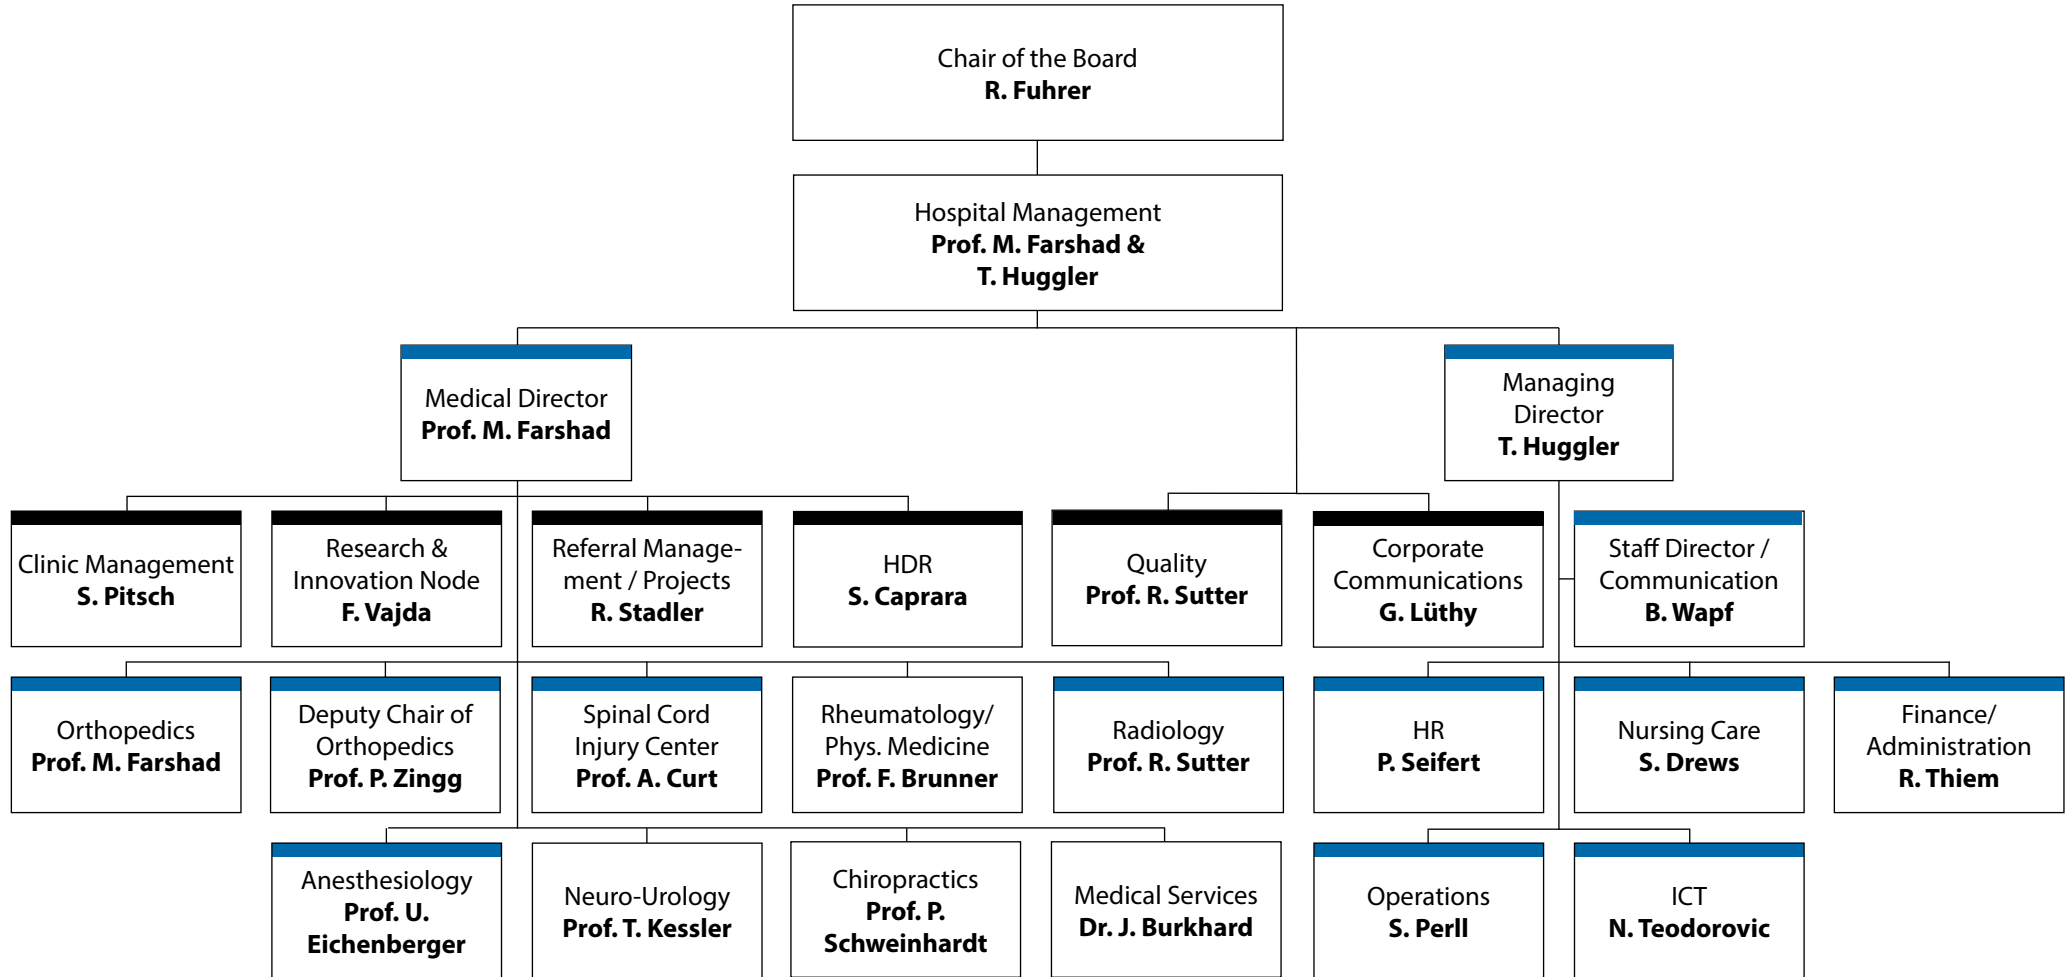 Chair of the Board
R. Fuhrer
Hospital Management
Prof. M. Farshad &
T. Huggler
Medical Director
Prof. M. Farshad
Managing
Director
T. Huggler
Clinic Management
S. Pitsch
Research &
Innovation Node
F. Vajda
Referral Manage-
ment / Projects
R. Stadler
HDR
S. Caprara
Quality
Prof. R. Sutter
Corporate
Communications
G. Lüthy
Staff Director /
Communication
B. Wapf
Orthopedics
Prof. M. Farshad
Deputy Chair of
Orthopedics
Prof. P. Zingg
Spinal Cord
Injury Center
Prof. A. Curt
Rheumatology/
Phys. Medicine
Prof. F. Brunner
Radiology
Prof. R. Sutter
HR
P. Seifert
Nursing Care
S. Drews
Finance/
Administration
R. Thiem
Anesthesiology
Prof. U.
Eichenberger
Neuro-Urology
Prof. T. Kessler
Chiropractics
Prof. P.
Schweinhardt
Medical Services
Dr. J. Burkhard
Operations
S. Perll
ICT
N. Teodorovic